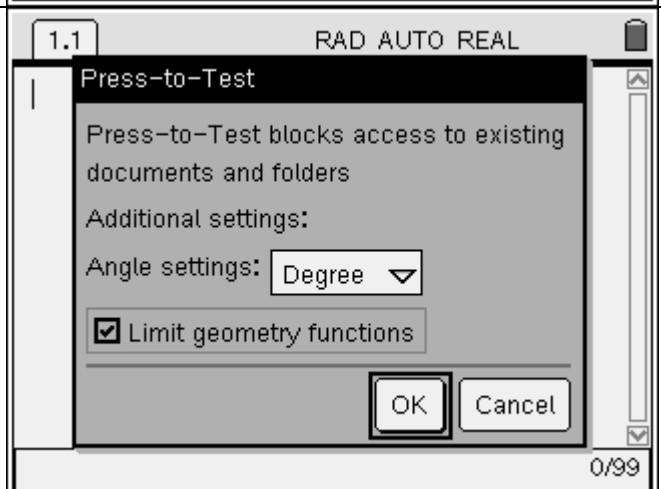 1.1 RAD AUTO REAL
Press-to-Test
Press-to-Test blocks access to existing
documents and folders
Additional settings:
Angle settings: Degree
Limit geometry functions
OK Cancel
0/99